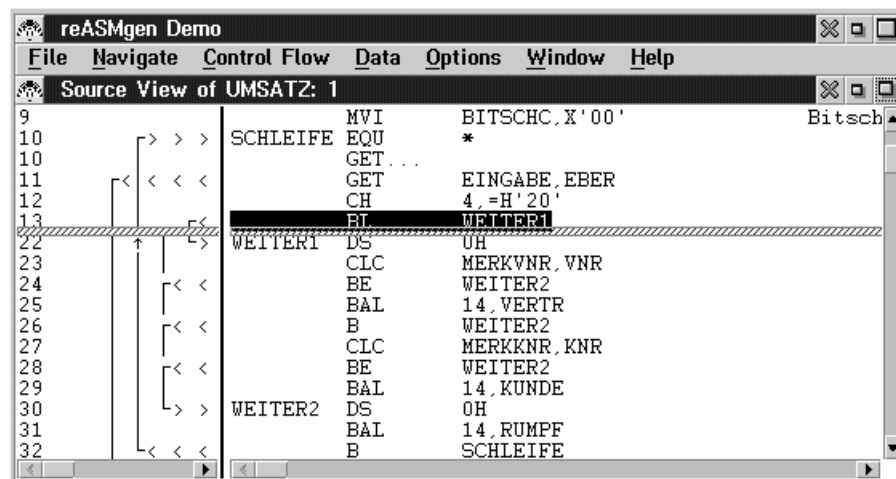 reASMgen Demo
File Navigate Control Flow Data Options Window Help
Source View of UMSATZ: 1
9 MVI BITSCHC,X'00' Bitsch
10 SCHLEIFE EQU *
10 GET...
11 GET EINGABE,EBER
12 CH 4,=H'20'
13 BL WEITER1
22 WEITER1 DS 0H
23 CLC MERKVNR,VNR
24 BE WEITER2
25 BAL 14,VERTR
26 B WEITER2
27 CLC MERKKNR,KNR
28 BE WEITER2
29 BAL 14,KUNDE
30 WEITER2 DS 0H
31 BAL 14,RUMPF
32 B SCHLEIFE